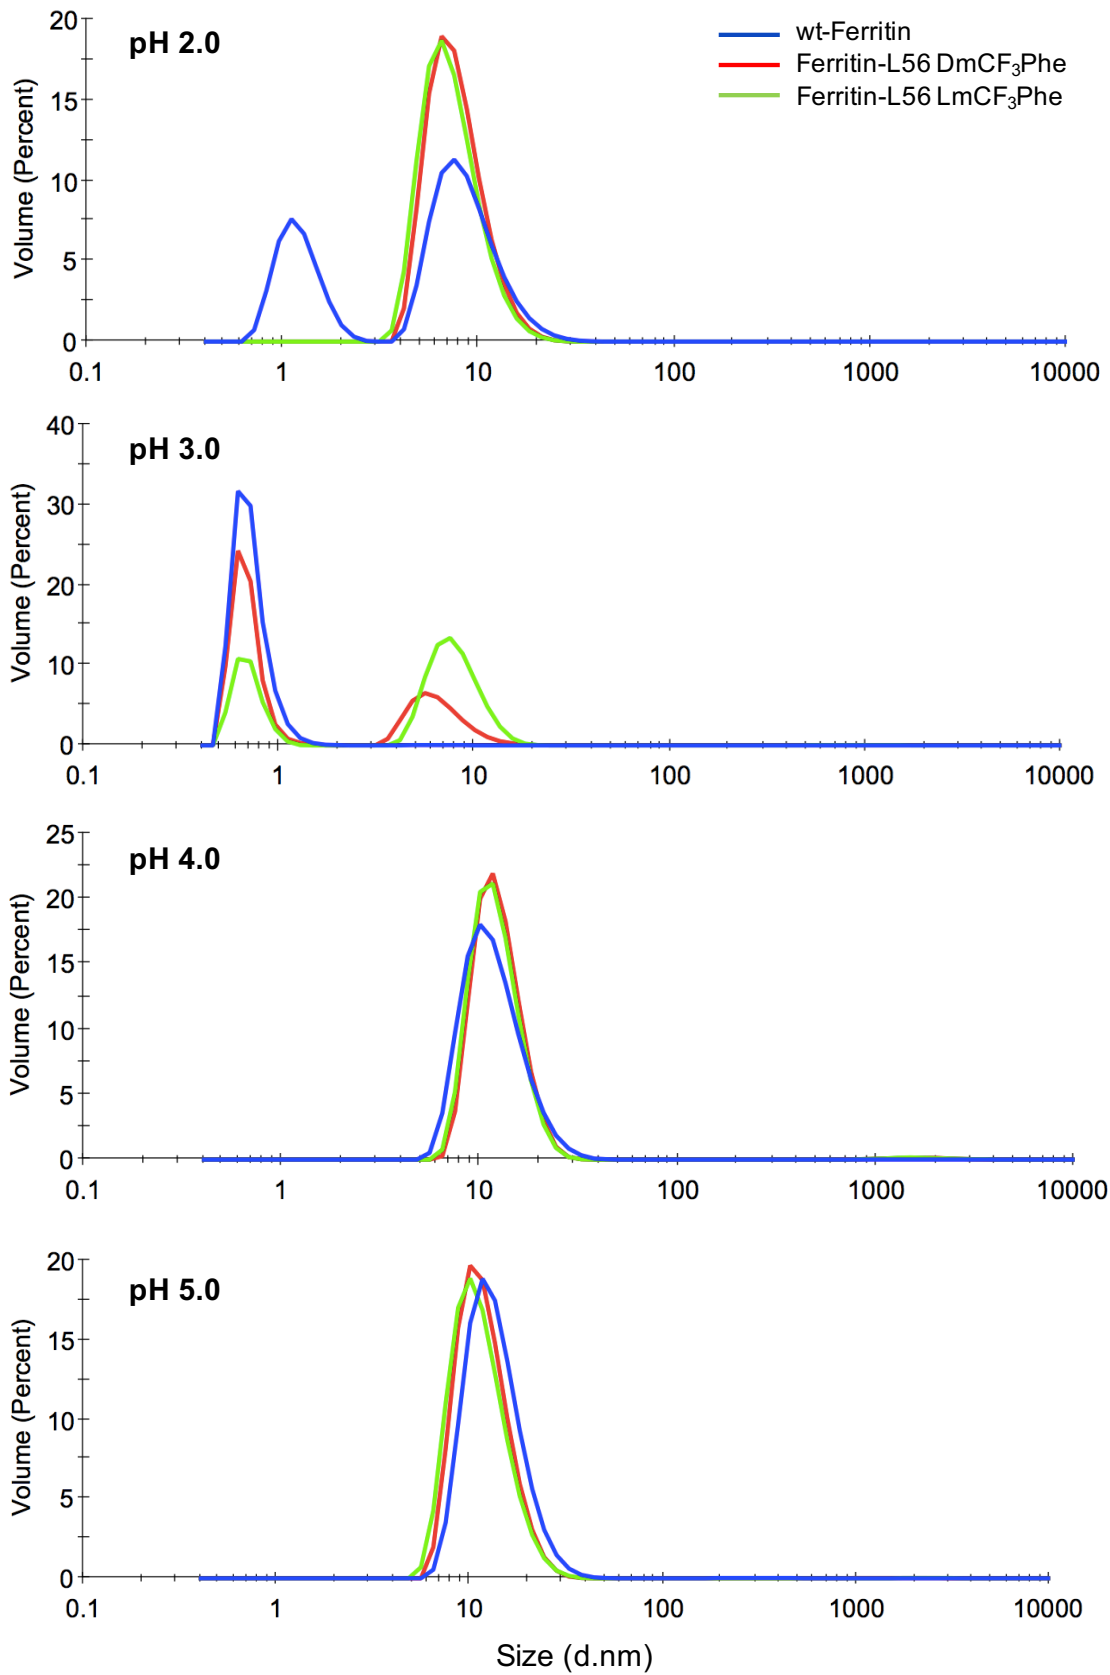 pH 2.0
wt-Ferritin
Ferritin-L56 DmCF₃Phe
Ferritin-L56 LmCF₃Phe
Volume (Percent)
20
15
10
5
0
0.1 1 10 100 1000 10000
pH 3.0
Volume (Percent)
40
30
20
10
0
0.1 1 10 100 1000 10000
pH 4.0
Volume (Percent)
25
20
15
10
5
0
0.1 1 10 100 1000 10000
pH 5.0
Volume (Percent)
20
15
10
5
0
0.1 1 10 100 1000 10000
Size (d.nm)